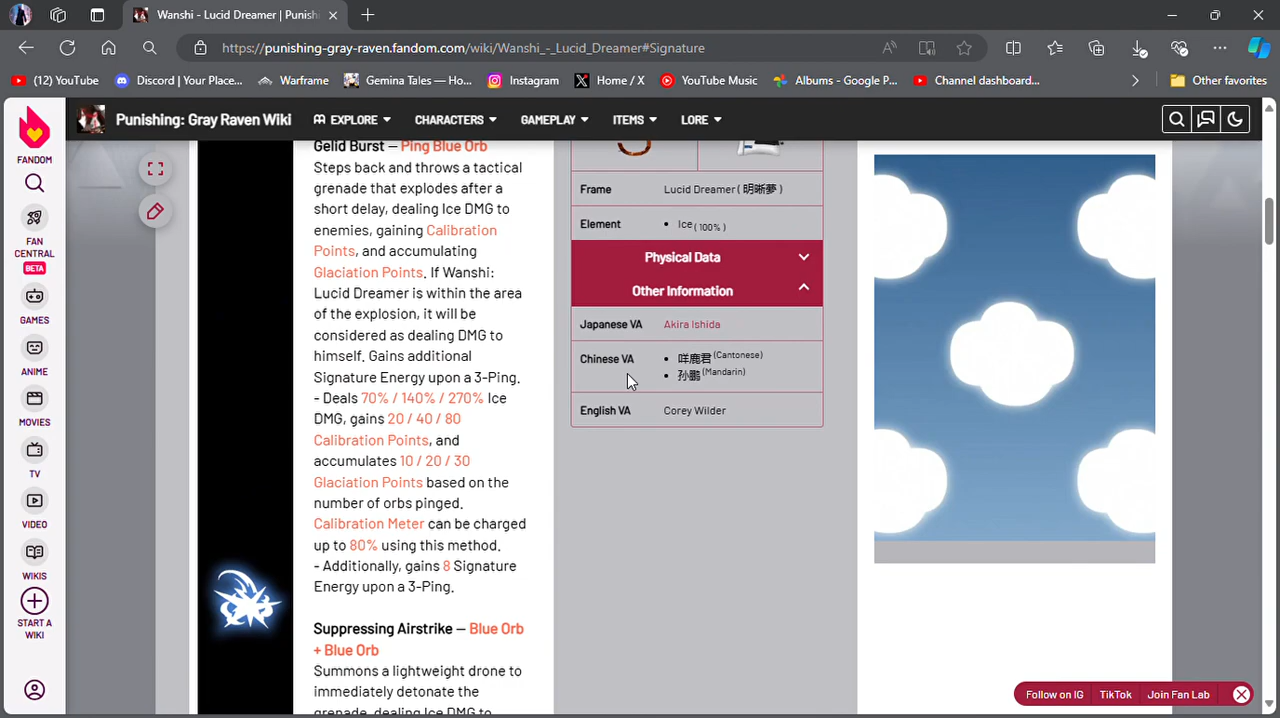 Wanshi - Lucid Dreamer | Punishi
https://punishing-gray-raven.fandom.com/wiki/Wanshi_-_Lucid_Dreamer#Signature
(12) YouTube
Discord | Your Place...
Warframe
Gemina Tales — Ho...
Instagram
Home / X
YouTube Music
Albums - Google P...
Channel dashboard...
Other favorites
Punishing: Gray Raven Wiki
EXPLORE
CHARACTERS
GAMEPLAY
ITEMS
LORE
FANDOM
FAN
CENTRAL
BETA
GAMES
ANIME
MOVIES
TV
VIDEO
WIKIS
START A
WIKI
Gelid Burst — Ping Blue Orb
Steps back and throws a tactical
grenade that explodes after a
short delay, dealing Ice DMG to
enemies, gaining Calibration
Points, and accumulating
Glaciation Points. If Wanshi:
Lucid Dreamer is within the area
of the explosion, it will be
considered as dealing DMG to
himself. Gains additional
Signature Energy upon a 3-Ping.
- Deals 70% / 140% / 270% Ice
DMG, gains 20 / 40 / 80
Calibration Points, and
accumulates 10 / 20 / 30
Glaciation Points based on the
number of orbs pinged.
Calibration Meter can be charged
up to 80% using this method.
- Additionally, gains 8 Signature
Energy upon a 3-Ping.
Suppressing Airstrike — Blue Orb
+ Blue Orb
Summons a lightweight drone to
immediately detonate the
grenade, dealing Ice DMG to
Frame Lucid Dreamer ( 明晰夢 )
Element • Ice ( 100% )
Physical Data
Other Information
Japanese VA Akira Ishida
Chinese VA • 咩鹿君 (Cantonese)
• 孙鹏 (Mandarin)
English VA Corey Wilder
Follow on IG
TikTok
Join Fan Lab